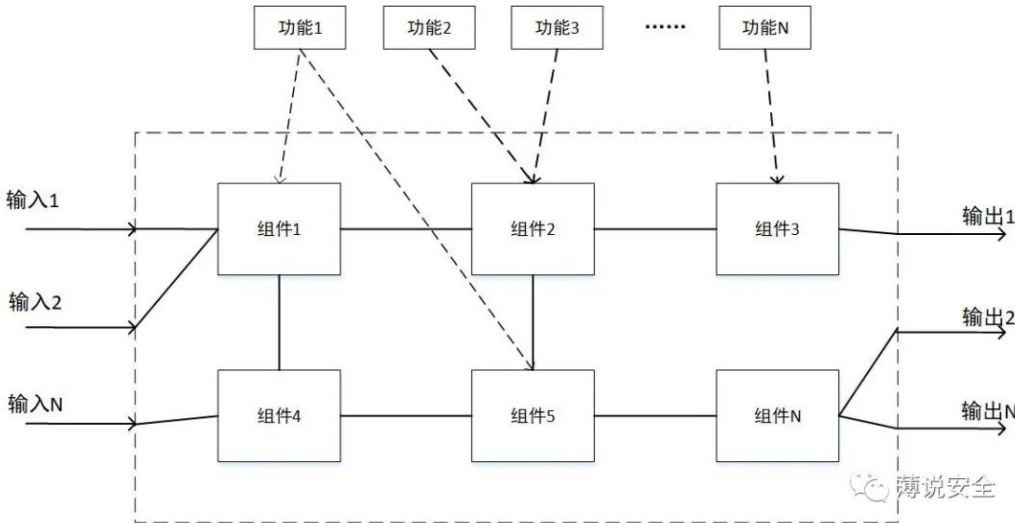 功能1
功能2
功能3
······
功能N
输入1
组件1
组件2
组件3
输出1
输入2
输出2
输入N
组件4
组件5
组件N
输出N
薄说安全